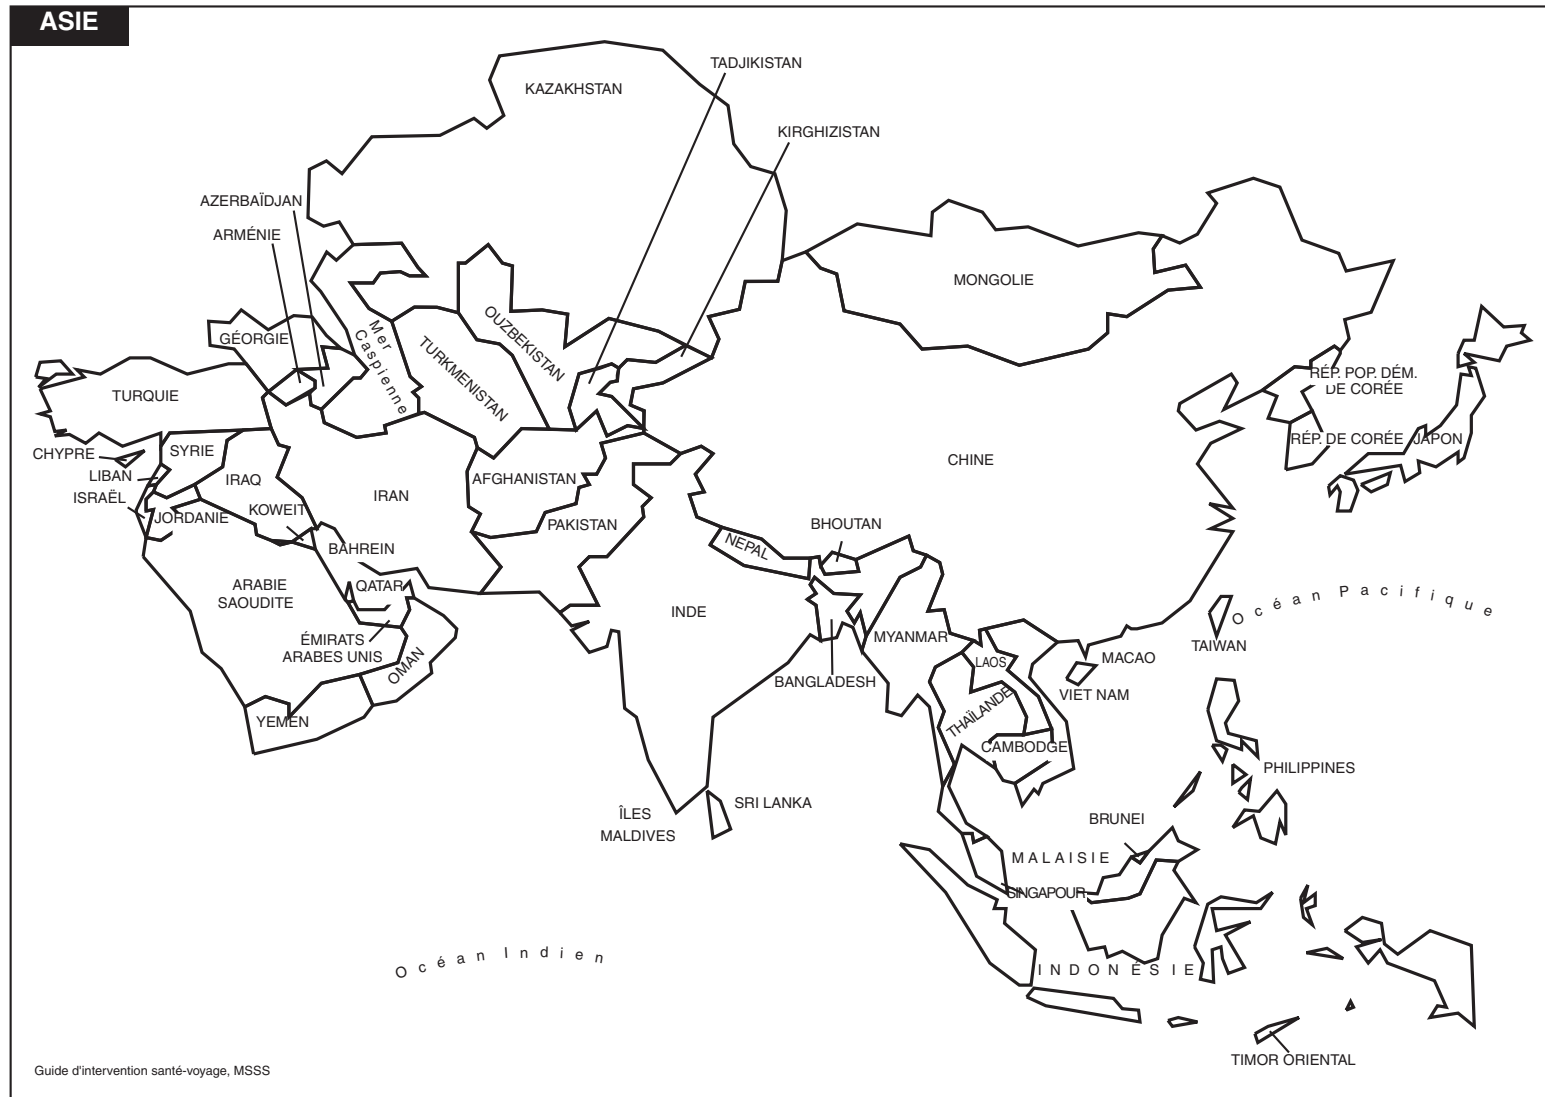 ASIE
TADJIKISTAN
KAZAKHSTAN
KIRGHIZISTAN
AZERBAÏDJAN
ARMÉNIE
MONGOLIE
GÉORGIE
Mer
Caspienne
OUZBEKISTAN
TURKMENISTAN
TURQUIE
RÉP. POP. DÉM.
DE CORÉE
RÉP. DE CORÉE
JAPON
CHYPRE
SYRIE
LIBAN
IRAQ
ISRAËL
JORDANIE
KOWEIT
IRAN
AFGHANISTAN
PAKISTAN
CHINE
BAHREIN
NEPAL
BHOUTAN
ARABIE
SAOUDITE
QATAR
ÉMIRATS
ARABES UNIS
OMAN
YEMEN
INDE
BANGLADESH
MYANMAR
LAOS
MACAO
VIET NAM
TAIWAN
Océan Pacifique
THAÏLANDE
CAMBODGE
PHILIPPINES
ÎLES
MALDIVES
SRI LANKA
BRUNEI
MALAISIE
SINGAPOUR
INDONÉSIE
Océan Indien
TIMOR ORIENTAL
Guide d'intervention santé-voyage, MSSS